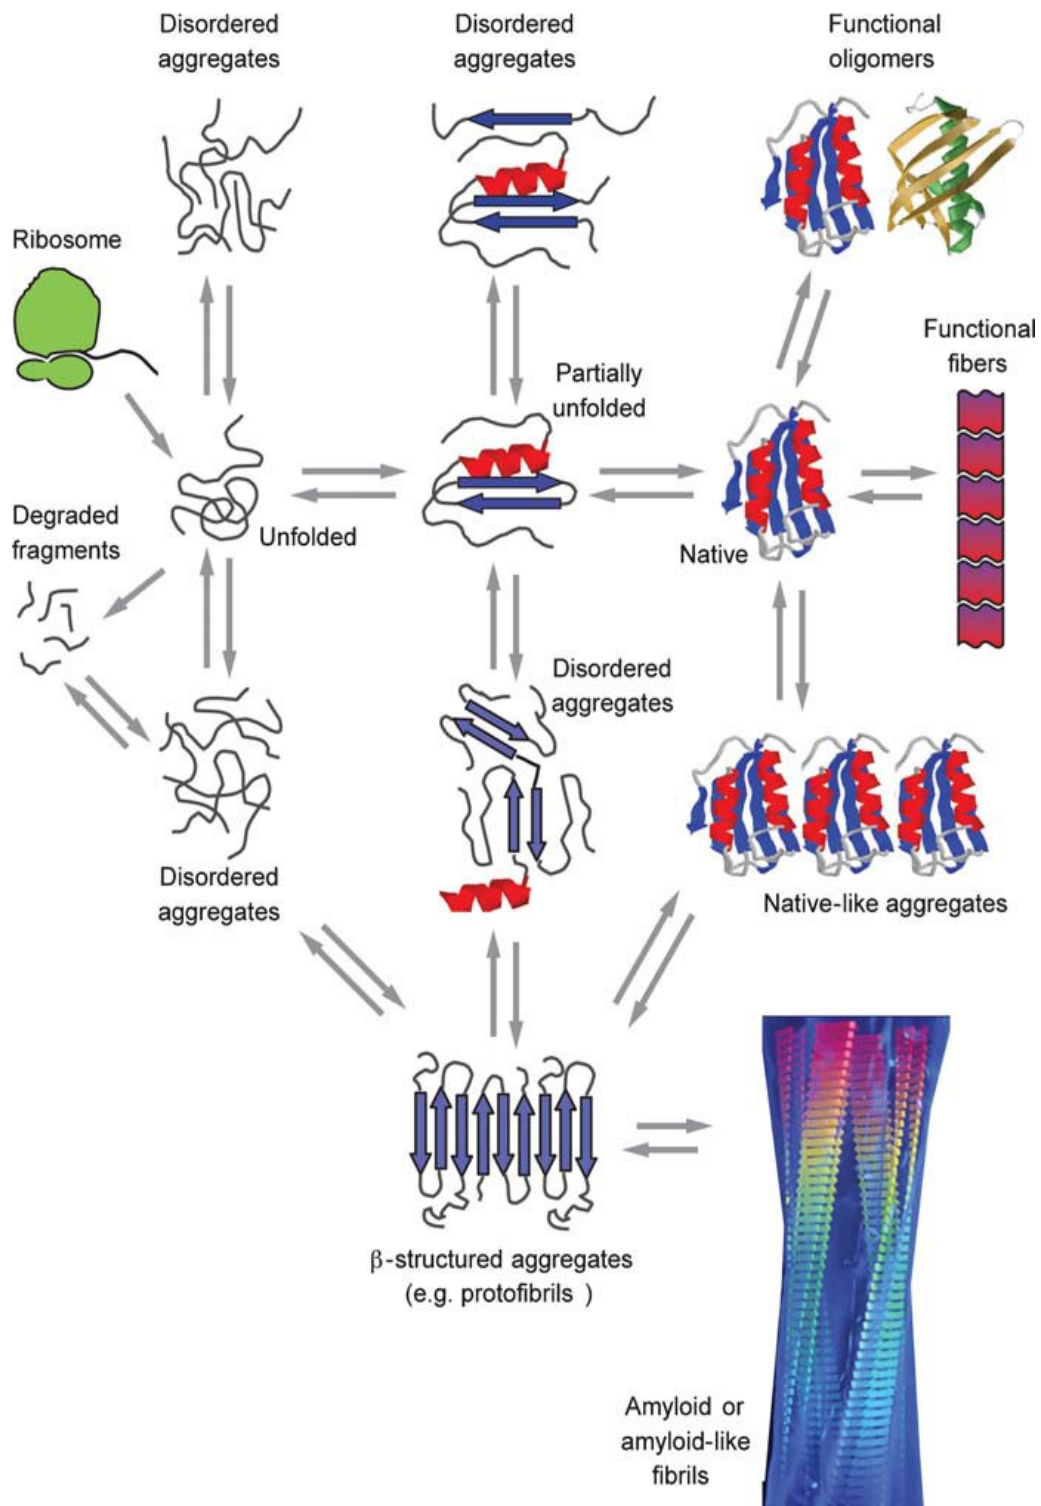 Disordered
aggregates
Disordered
aggregates
Functional
oligomers
Ribosome
Functional
fibers
Partially
unfolded
Degraded
fragments
Unfolded
Native
Disordered
aggregates
Disordered
aggregates
Native-like aggregates
β-structured aggregates
(e.g. protofibrils )
Amyloid or
amyloid-like
fibrils